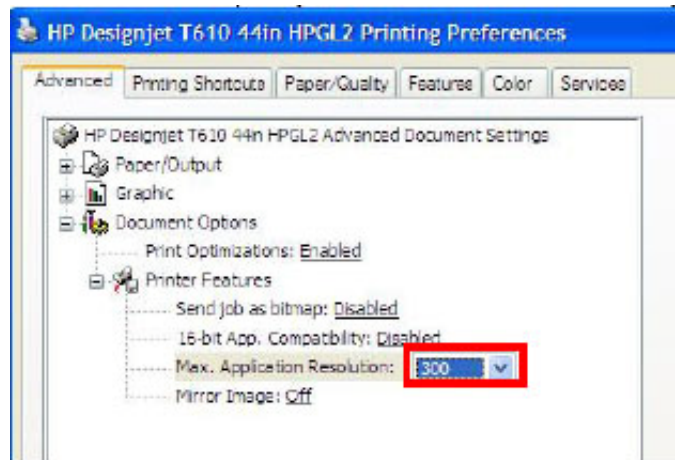 HP Designjet T610 44in HPGL2 Printing Preferences
Advanced Printing Shortcuts Paper/Quality Features Color Services
HP Designjet T610 44in HPGL2 Advanced Document Settings
Paper/Output
Graphic
Document Options
Print Optimizations: Enabled
Printer Features
Send job as bitmap: Disabled
16-bit App. Compatibility: Disabled
Max. Application Resolution: 300
Mirror Image: Off